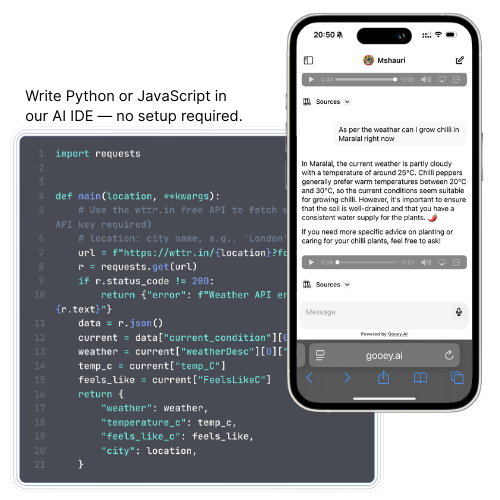 Write Python or JavaScript in
our AI IDE — no setup required.
1 import requests
2
3
4 def main(location, **kwargs):
5 # Use the wttr.in free API to fetch w
API key required)
6 # location: city name, e.g., 'London'
7 url = f"https://wttr.in/{location}?fo
8 r = requests.get(url)
9 if r.status_code != 200:
10 return {"error": f"Weather API er
{r.text}"}
11 data = r.json()
12 current = data["current_condition"][0
13 weather = current["weatherDesc"][0]["
14 temp_c = current["temp_C"]
15 feels_like = current["FeelsLikeC"]
16 return {
17 "weather": weather,
18 "temperature_c": temp_c,
19 "feels_like_c": feels_like,
20 "city": location,
21 }
20:50
Mshauri
0:04 -0:00
Sources
As per the weather can I grow chilli in
Maralal right now
In Maralal, the current weather is partly cloudy
with a temperature of around 25°C. Chili peppers
generally prefer warm temperatures between 20°C
and 30°C, so the current conditions seem suitable
for growing chilli. However, it's important to ensure
that the soil is well-drained and that you have a
consistent water supply for the plants. 🌶️
If you need more specific advice on planting or
caring for your chilli plants, feel free to ask!
0:00 -0:27
Sources
Message
Powered by Gooey.AI
gooey.ai